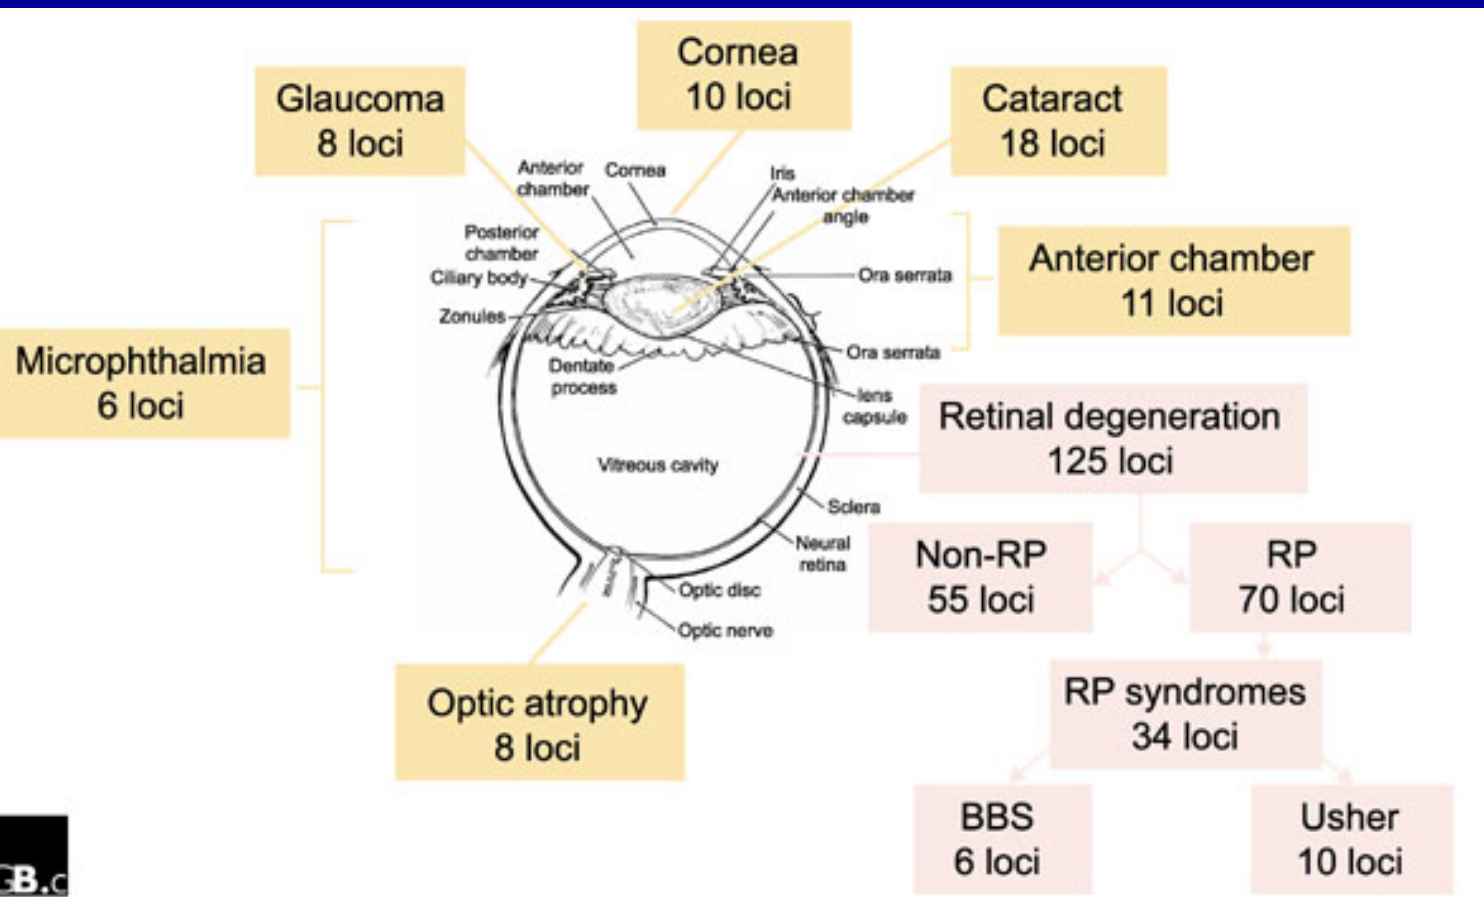 Cornea
10 loci
Glaucoma
8 loci
Cataract
18 loci
Anterior
chamber
Cornea
Iris
Anterior chamber
angle
Posterior
chamber
Ciliary body
Zonules
Ora serrata
Anterior chamber
11 loci
Microphthalmia
6 loci
Dentate
process
Ora serrata
lens
capsule
Retinal degeneration
125 loci
Vitreous cavity
Sclera
Neural
retina
Non-RP
55 loci
RP
70 loci
Optic disc
Optic nerve
Optic atrophy
8 loci
RP syndromes
34 loci
BBS
6 loci
Usher
10 loci
GB.c